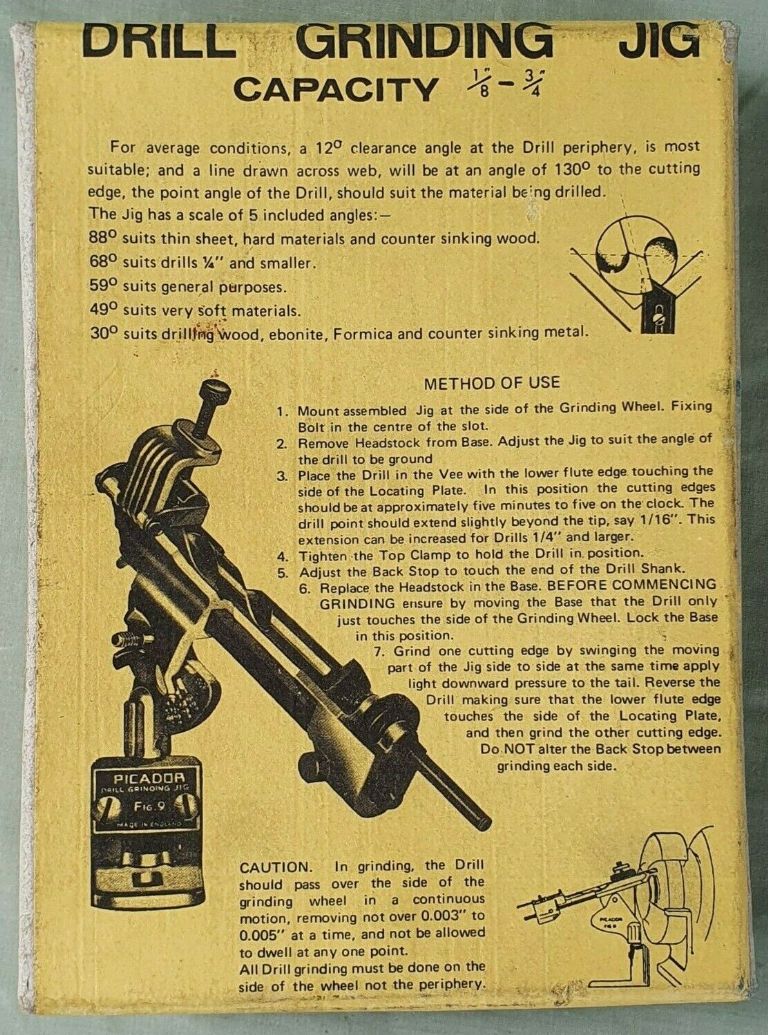 DRILL GRINDING JIG
CAPACITY 1/8" – 3/4"
For average conditions, a 12° clearance angle at the Drill periphery, is most
suitable; and a line drawn across web, will be at an angle of 130° to the cutting
edge, the point angle of the Drill, should suit the material being drilled.
The Jig has a scale of 5 included angles:—
88° suits thin sheet, hard materials and counter sinking wood.
68° suits drills ¼" and smaller.
59° suits general purposes.
49° suits very soft materials.
30° suits drilling wood, ebonite, Formica and counter sinking metal.
METHOD OF USE
1. Mount assembled Jig at the side of the Grinding Wheel. Fixing
Bolt in the centre of the slot.
2. Remove Headstock from Base. Adjust the Jig to suit the angle of
the drill to be ground
3. Place the Drill in the Vee with the lower flute edge touching the
side of the Locating Plate. In this position the cutting edges
should be at approximately five minutes to five on the clock. The
drill point should extend slightly beyond the tip, say 1/16". This
extension can be increased for Drills 1/4" and larger.
4. Tighten the Top Clamp to hold the Drill in position.
5. Adjust the Back Stop to touch the end of the Drill Shank.
6. Replace the Headstock in the Base. BEFORE COMMENCING
GRINDING ensure by moving the Base that the Drill only
just touches the side of the Grinding Wheel. Lock the Base
in this position.
7. Grind one cutting edge by swinging the moving
part of the Jig side to side at the same time apply
light downward pressure to the tail. Reverse the
Drill making sure that the lower flute edge
touches the side of the Locating Plate,
and then grind the other cutting edge.
Do NOT alter the Back Stop between
grinding each side.
PICADOR
DRILL GRINDING JIG
FIG. 9
MADE IN ENGLAND
CAUTION. In grinding, the Drill
should pass over the side of the
grinding wheel in a continuous
motion, removing not over 0.003" to
0.005" at a time, and not be allowed
to dwell at any one point.
All Drill grinding must be done on the
side of the wheel not the periphery.
PICADOR
FIG 9